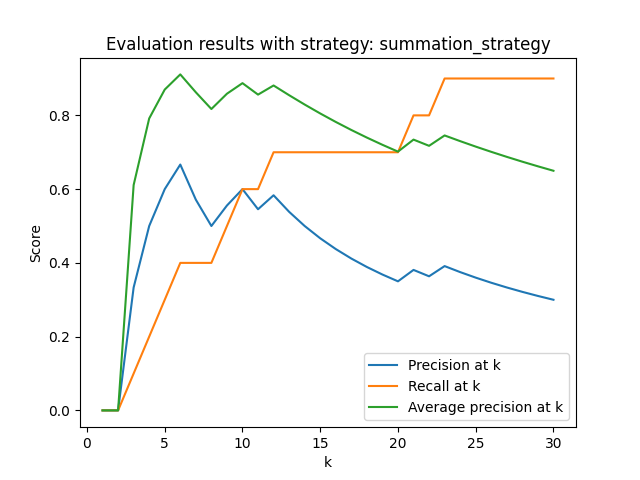 Evaluation results with strategy: summation_strategy
Score
0.8
0.6
0.4
0.2
0.0
Precision at k
Recall at k
Average precision at k
0 5 10 15 20 25 30
k